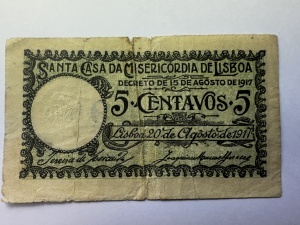 SANTA CASA DA MISERICÓRDIA DE LISBOA
DECRETO DE 15 DE AGOSTO DE 1917
5 - CENTAVOS - 5
Lisboa 20 de Agosto de 1917